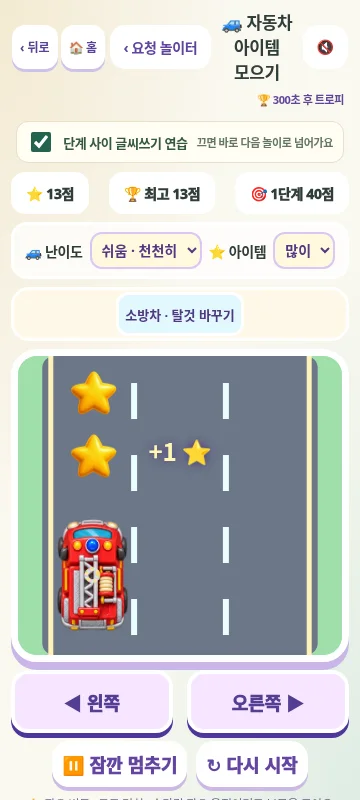 ‹ 뒤로
🏠 홈
‹ 요청 놀이터
🚙 자동차
아이템
모으기
🏆 300초 후 트로피
단계 사이 글씨쓰기 연습 끄면 바로 다음 놀이로 넘어가요
⭐ 13점
🏆 최고 13점
🎯 1단계 40점
🚙 난이도 쉬움 · 천천히 ⭐ 아이템 많이
소방차 · 탈것 바꾸기
+1 ⭐
◀ 왼쪽
오른쪽 ▶
⏸ 잠깐 멈추기
↻ 다시 시작